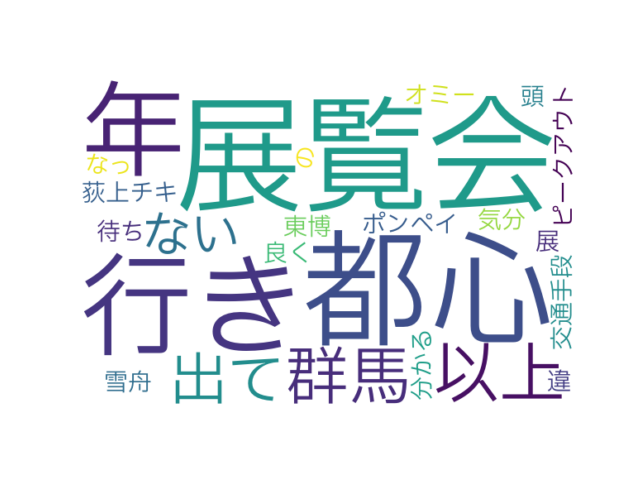 年
展覧会
オミー
頭
ピークアウト
なっ
の
荻上チキ
待ち
ない
東博
良く
ポンペイ
気分
展
行き
都心
交通手段
雪舟
出て
群馬
分かる
以上
違